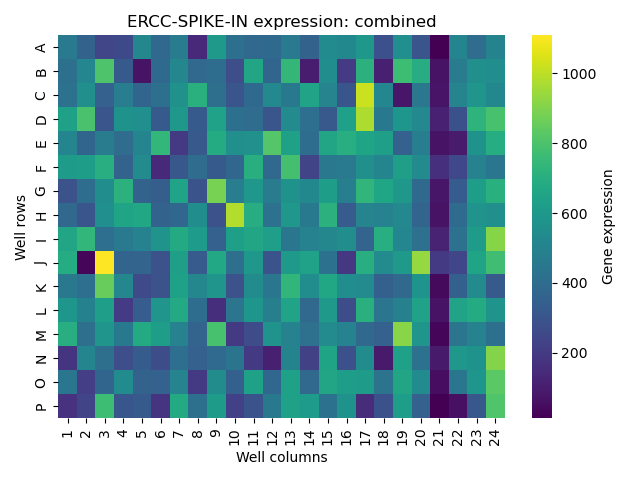 ERCC-SPIKE-IN expression: combined
Well rows
A
B
C
D
E
F
G
H
I
J
K
L
M
N
O
P
1 2 3 4 5 6 7 8 9 10 11 12 13 14 15 16 17 18 19 20 21 22 23 24
Well columns
1000
800
600
400
200
Gene expression